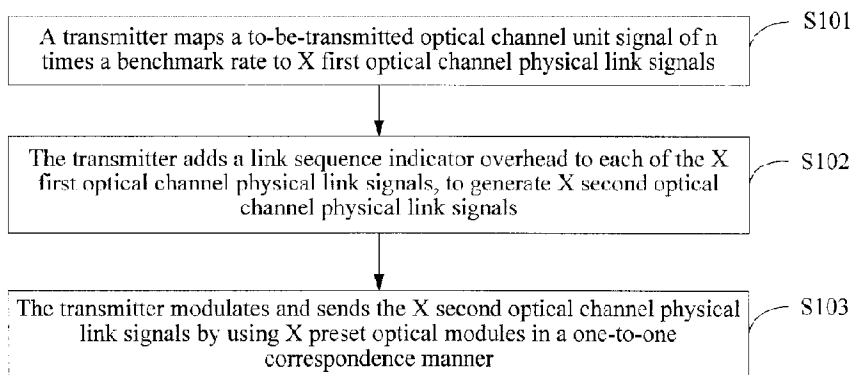 S101
A transmitter maps a to-be-transmitted optical channel unit signal of n
times a benchmark rate to X first optical channel physical link signals
S102
The transmitter adds a link sequence indicator overhead to each of the X
first optical channel physical link signals, to generate X second optical
channel physical link signals
S103
The transmitter modulates and sends the X second optical channel physical
link signals by using X preset optical modules in a one-to-one
correspondence manner